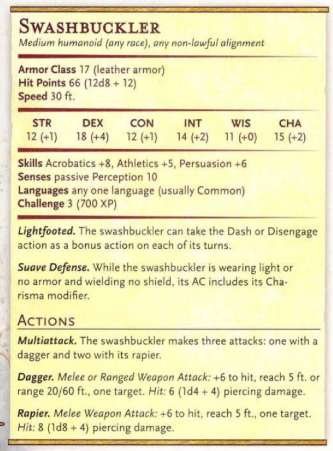 SWASHBUCKLER
Medium humanoid (any race), any non-lawful alignment
Armor Class 17 (leather armor)
Hit Points 66 (12d8 + 12)
Speed 30 ft.
STR DEX CON INT WIS CHA
12 (+1) 18 (+4) 12 (+1) 14 (+2) 11 (+0) 15 (+2)
Skills Acrobatics +8, Athletics +5, Persuasion +6
Senses passive Perception 10
Languages any one language (usually Common)
Challenge 3 (700 XP)
Lightfooted. The swashbuckler can take the Dash or Disengage
action as a bonus action on each of its turns.
Suave Defense. While the swashbuckler is wearing light or
no armor and wielding no shield, its AC includes its Cha-
risma modifier.
ACTIONS
Multiattack. The swashbuckler makes three attacks: one with a
dagger and two with its rapier.
Dagger. Melee or Ranged Weapon Attack: +6 to hit, reach 5 ft. or
range 20/60 ft., one target. Hit: 6 (1d4 + 4) piercing damage.
Rapier. Melee Weapon Attack: +6 to hit, reach 5 ft., one target.
Hit: 8 (1d8 + 4) piercing damage.